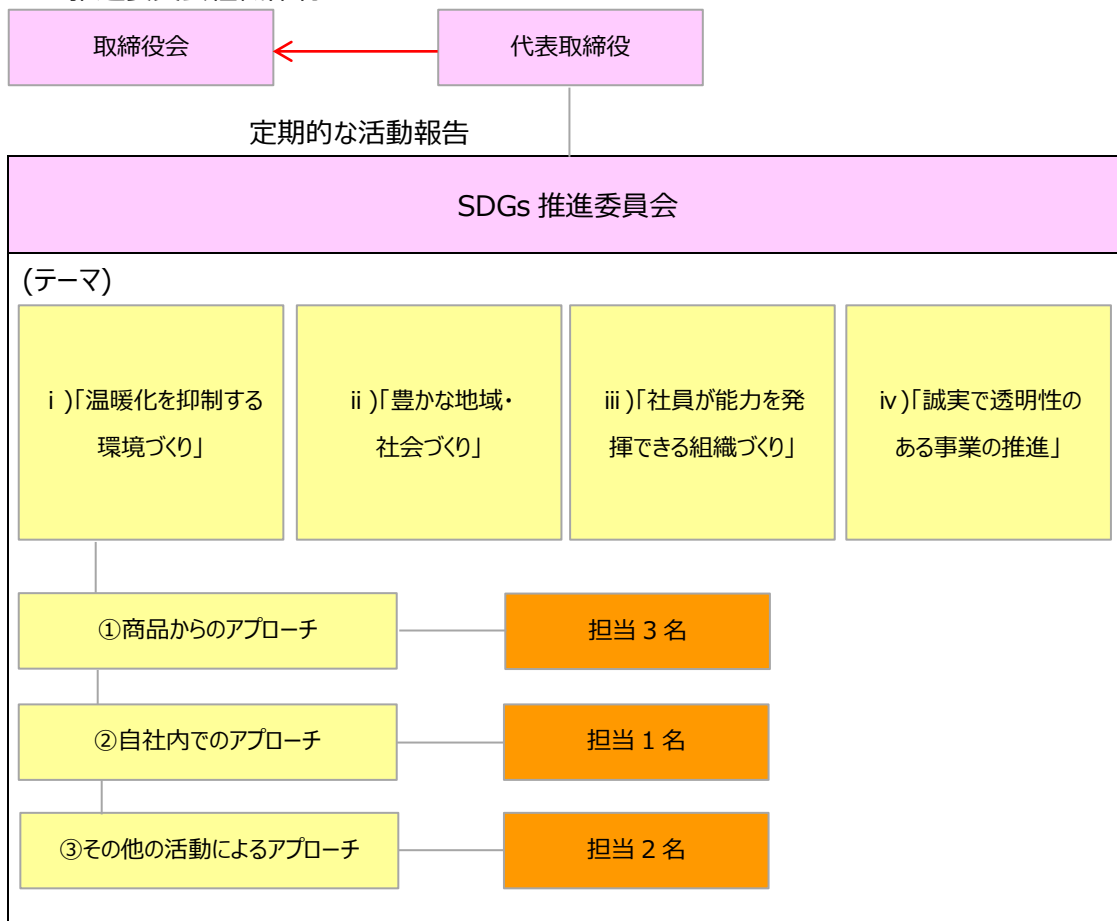 取締役会
代表取締役
定期的な活動報告
SDGs 推進委員会
(テーマ)
ⅰ)「温暖化を抑制する
環境づくり」
ⅱ)「豊かな地域・
社会づくり」
ⅲ)「社員が能力を発
揮できる組織づくり」
ⅳ)「誠実で透明性の
ある事業の推進」
①商品からのアプローチ
担当 3 名
②自社内でのアプローチ
担当 1 名
③その他の活動によるアプローチ
担当 2 名